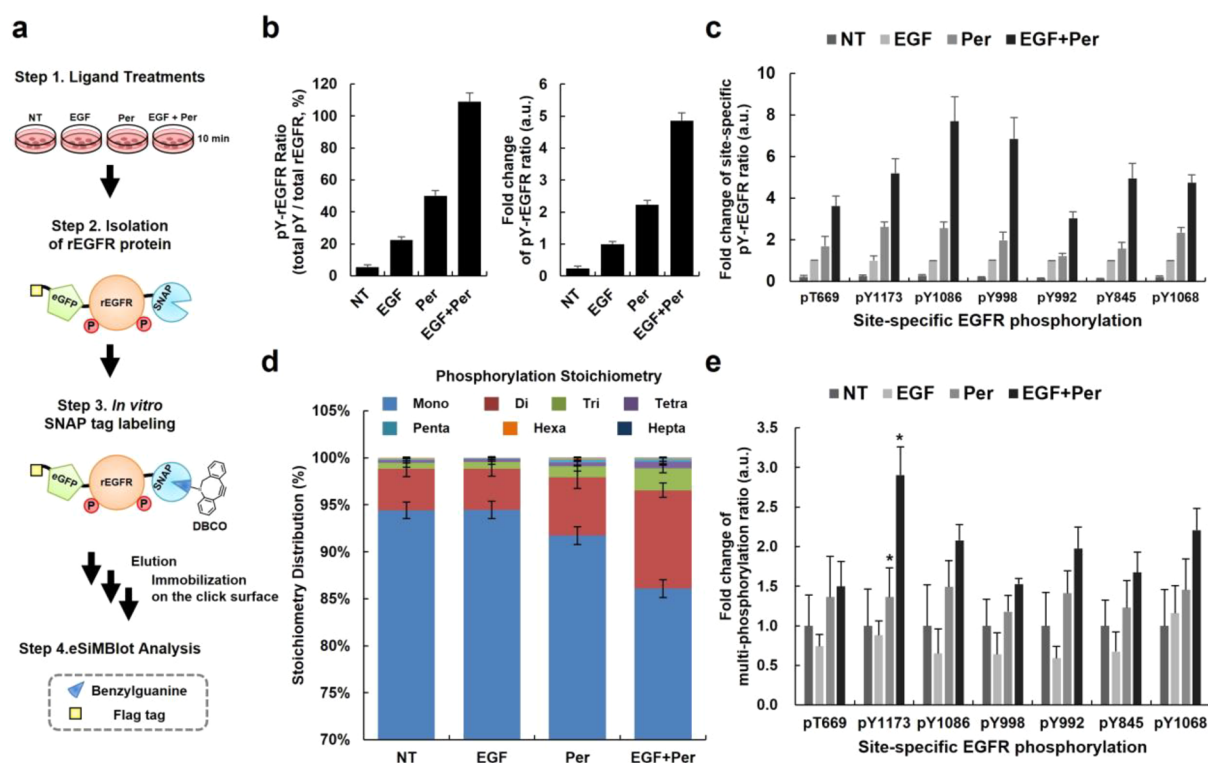 a
Step 1. Ligand Treatments
NT
EGF
Per
EGF + Per
10 min
Step 2. Isolation
of rEGFR protein
eGFP
rEGFR
SNAP
P
P
Step 3. In vitro
SNAP tag labeling
eGFP
rEGFR
SNAP
P
P
DBCO
Elution
Immobilization
on the click surface
Step 4.eSiMBlot Analysis
Benzylguanine
Flag tag
b
pY-rEGFR Ratio
(total pY / total rEGFR, %)
120
100
80
60
40
20
0
NT
EGF
Per
EGF+Per
Fold change
of pY-rEGFR ratio (a.u.)
6
5
4
3
2
1
0
NT
EGF
Per
EGF+Per
c
NT
EGF
Per
EGF+Per
Fold change of site-specific
pY-rEGFR ratio (a.u.)
10
8
6
4
2
0
pT669
pY1173
pY1086
pY998
pY992
pY845
pY1068
Site-specific EGFR phosphorylation
d
Phosphorylation Stoichiometry
Mono
Di
Tri
Tetra
Penta
Hexa
Hepta
Stoichiometry Distribution (%)
105%
100%
95%
90%
85%
80%
75%
70%
NT
EGF
Per
EGF+Per
e
NT
EGF
Per
EGF+Per
Fold change of
multi-phosphorylation ratio (a.u.)
3.5
3.0
2.5
2.0
1.5
1.0
0.5
0.0
*
*
pT669
pY1173
pY1086
pY998
pY992
pY845
pY1068
Site-specific EGFR phosphorylation